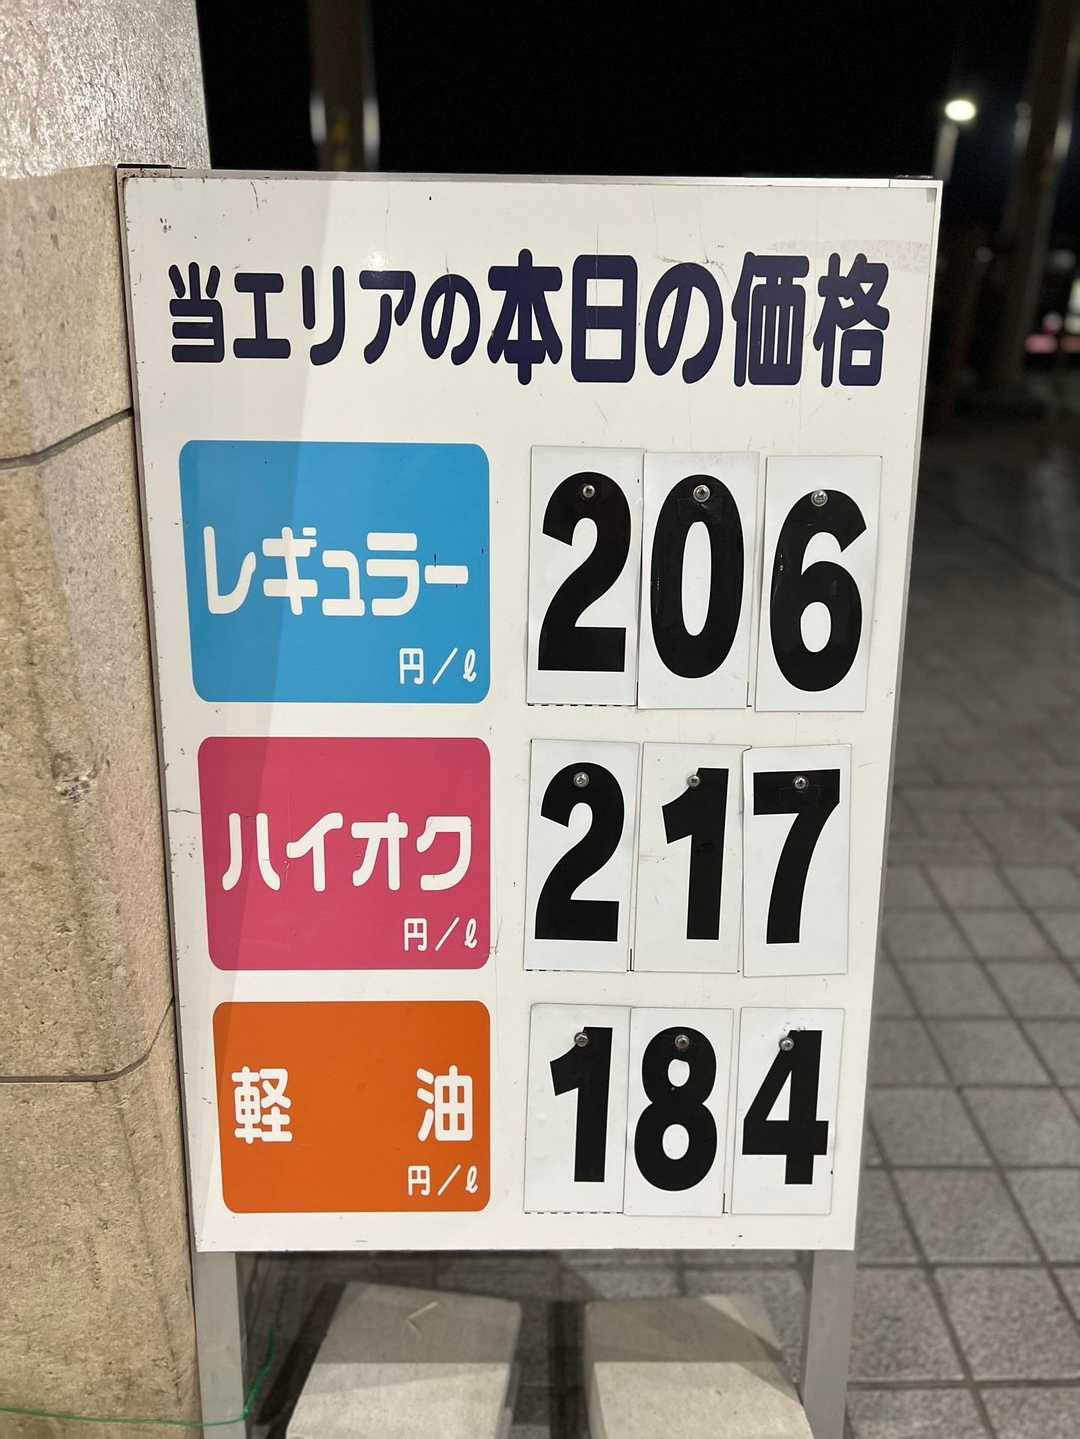 当エリアの本日の価格
レギュラー
円/ℓ
206
ハイオク
円/ℓ
217
軽油
円/ℓ
184